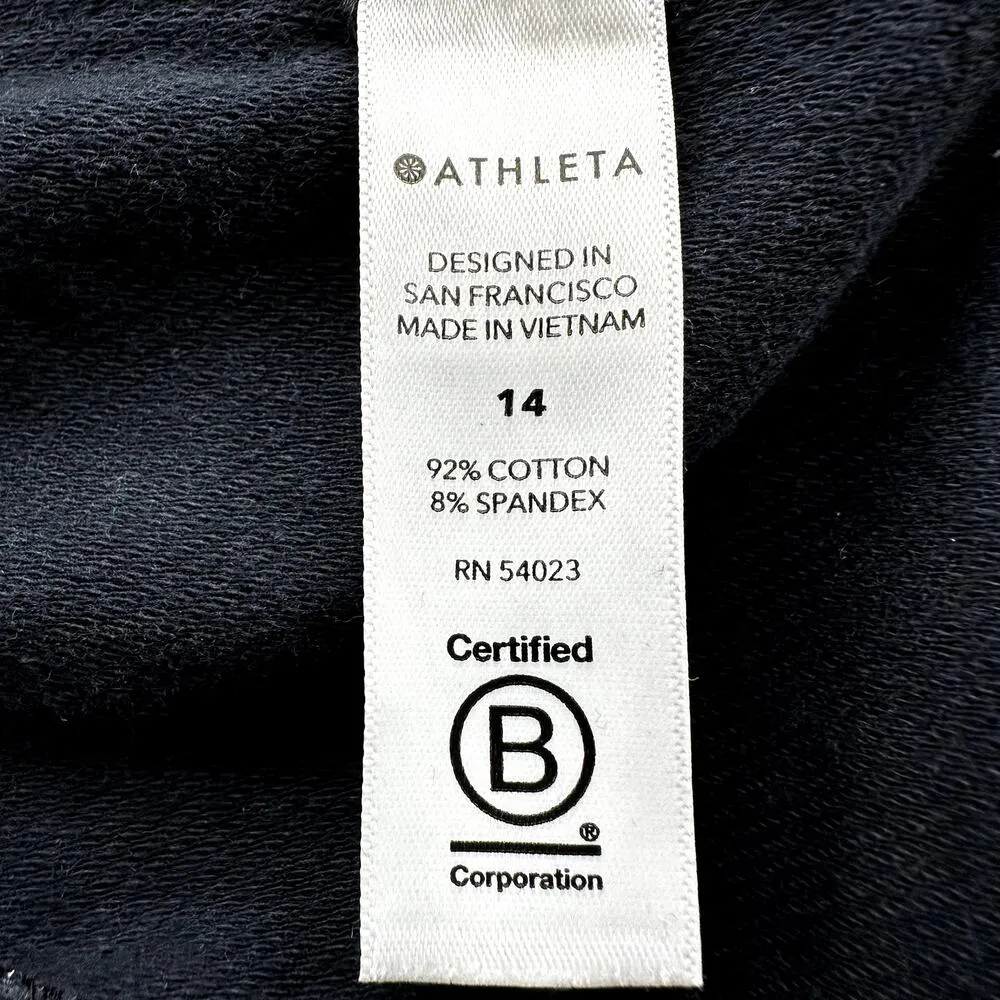 ATHLETA
DESIGNED IN
SAN FRANCISCO
MADE IN VIETNAM
14
92% COTTON
8% SPANDEX
RN 54023
Certified
B
®
Corporation